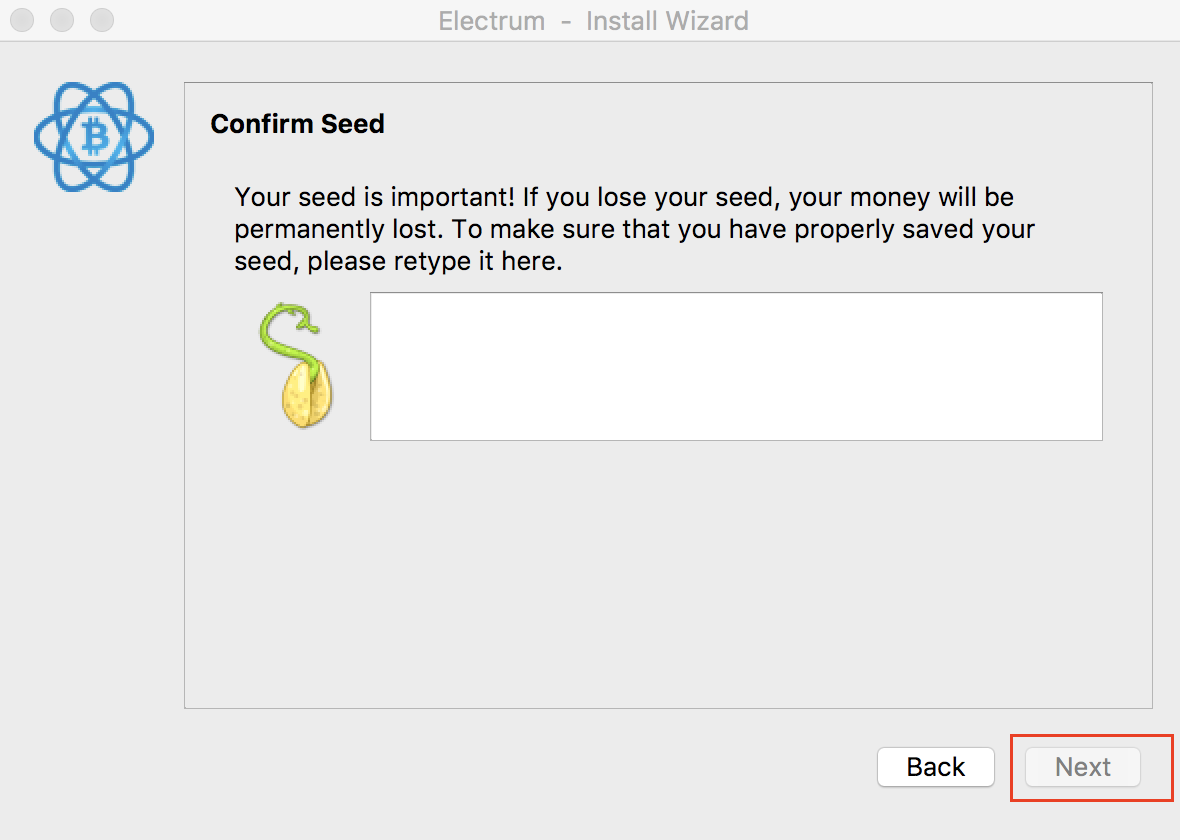 Electrum - Install Wizard
Confirm Seed
Your seed is important! If you lose your seed, your money will be
permanently lost. To make sure that you have properly saved your
seed, please retype it here.
Back
Next